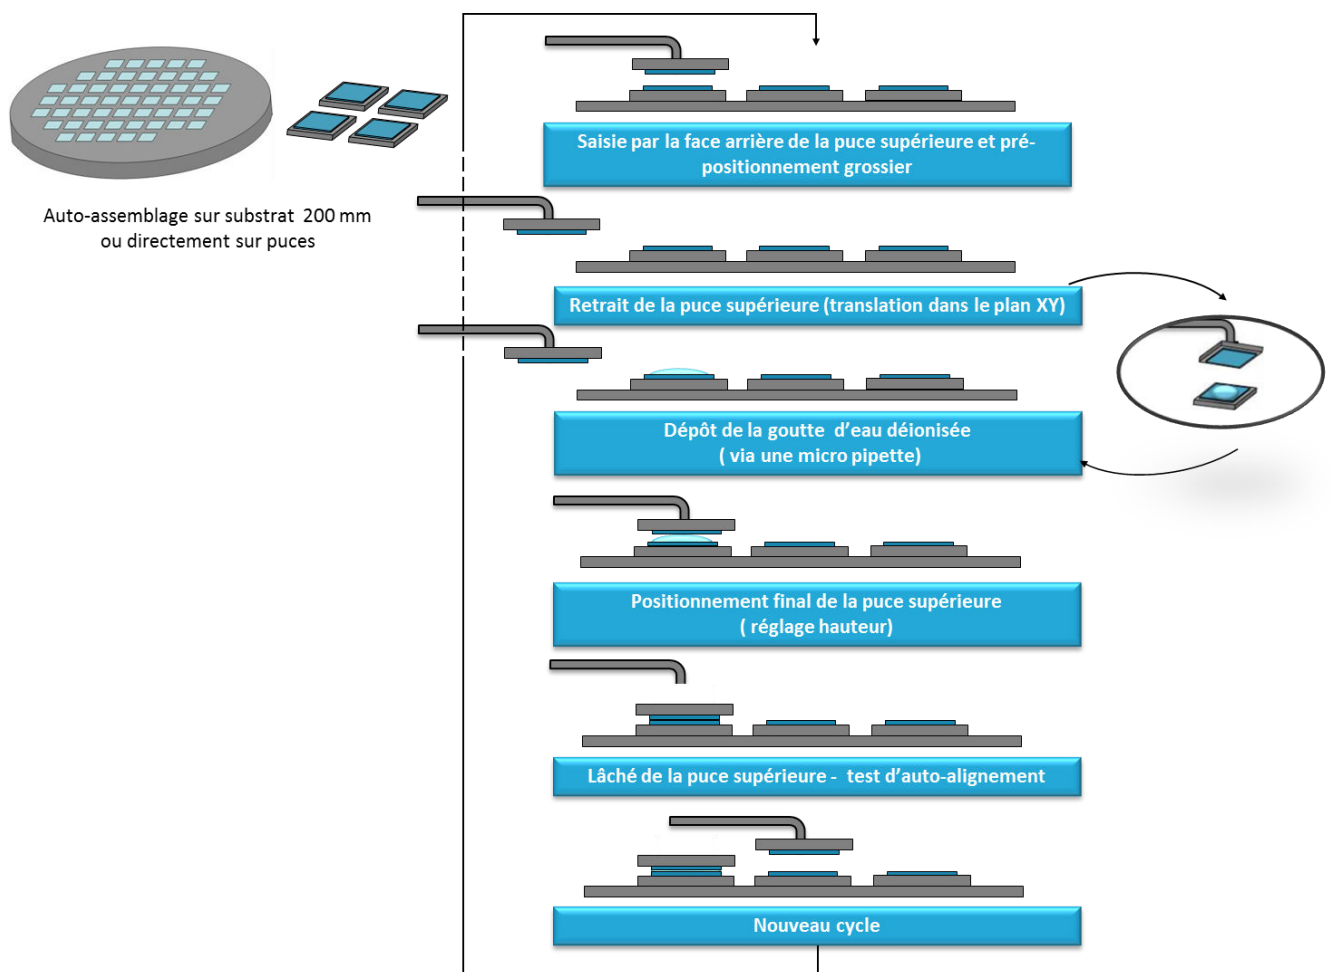 Auto-assemblage sur substrat 200 mm
ou directement sur puces
Saisie par la face arrière de la puce supérieure et pré-
positionnement grossier
Retrait de la puce supérieure (translation dans le plan XY)
Dépôt de la goutte d’eau déionisée
( via une micro pipette)
Positionnement final de la puce supérieure
( réglage hauteur)
Lâché de la puce supérieure - test d’auto-alignement
Nouveau cycle